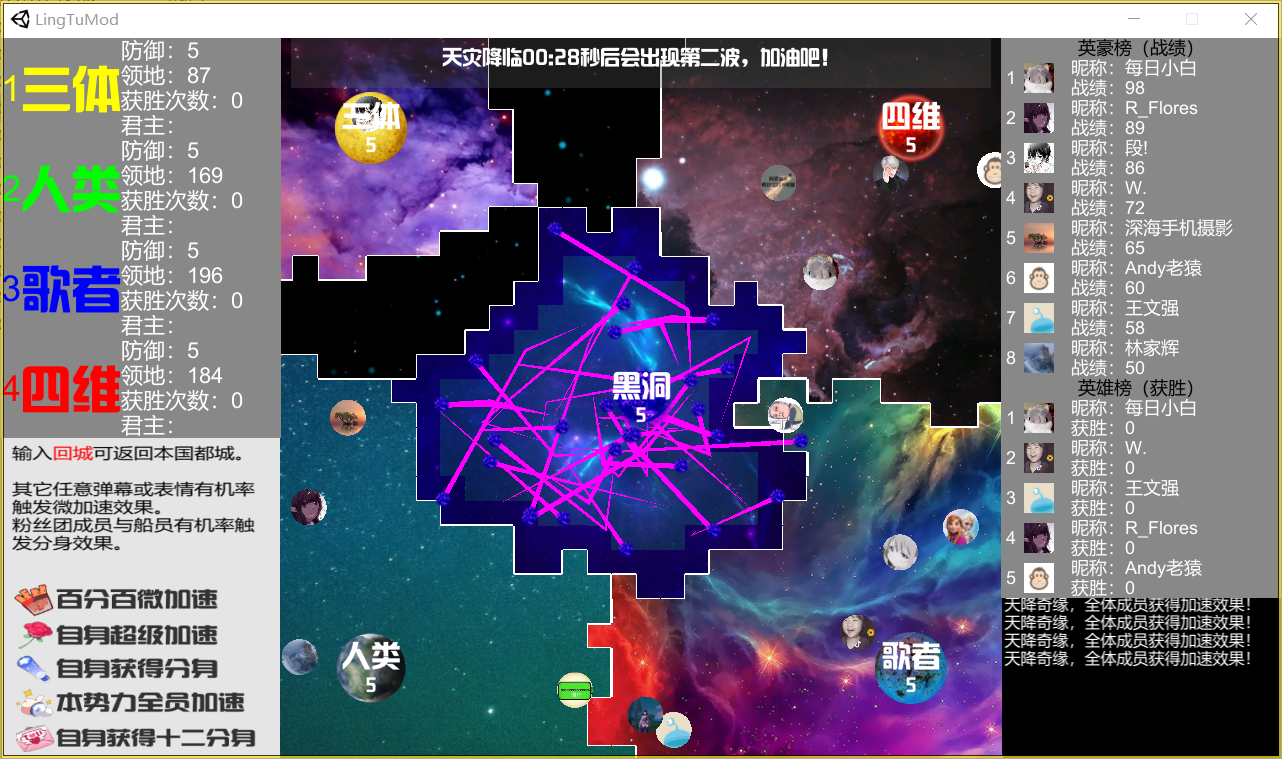 LingTuMod
1三体
防御：5
领地：87
获胜次数：0
君主：
2人类
防御：5
领地：169
获胜次数：0
君主：
3歌者
防御：5
领地：196
获胜次数：0
君主：
4四维
防御：5
领地：184
获胜次数：0
君主：
输入回城可返回本国都城。
其它任意弹幕或表情有机率
触发微加速效果。
粉丝团成员与船员有机率触
发分身效果。
百分百微加速
自身超级加速
自身获得分身
本势力全员加速
自身获得十二分身
天灾降临00:28秒后会出现第二波，加油吧！
三体
5
四维
5
黑洞
5
人类
5
歌者
5
英豪榜（战绩）
1 昵称：每日小白
战绩：98
2 昵称：R_Flores
战绩：89
3 昵称：段!
战绩：86
4 昵称：W.
战绩：72
5 昵称：深海手机摄影
战绩：65
6 昵称：Andy老猿
战绩：60
7 昵称：王文强
战绩：58
8 昵称：林家辉
战绩：50
英雄榜（获胜）
1 昵称：每日小白
获胜：0
2 昵称：W.
获胜：0
3 昵称：王文强
获胜：0
4 昵称：R_Flores
获胜：0
5 昵称：Andy老猿
获胜：0
天降奇缘，全体成员获得加速效果！
天降奇缘，全体成员获得加速效果！
天降奇缘，全体成员获得加速效果！
天降奇缘，全体成员获得加速效果！